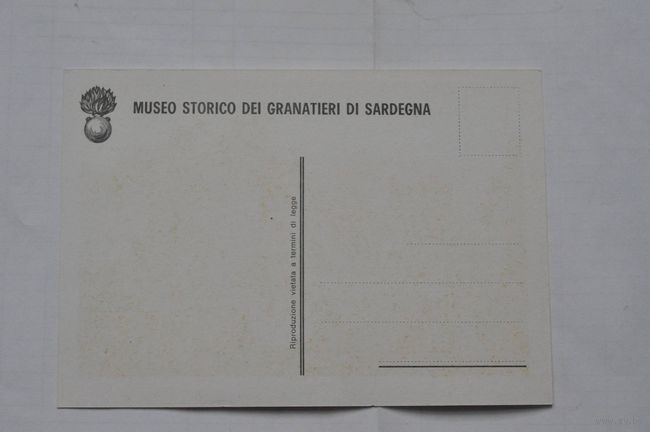 MUSEO STORICO DEI GRANATIERI DI SARDEGNA
Riproduzione vietata a termini di legge